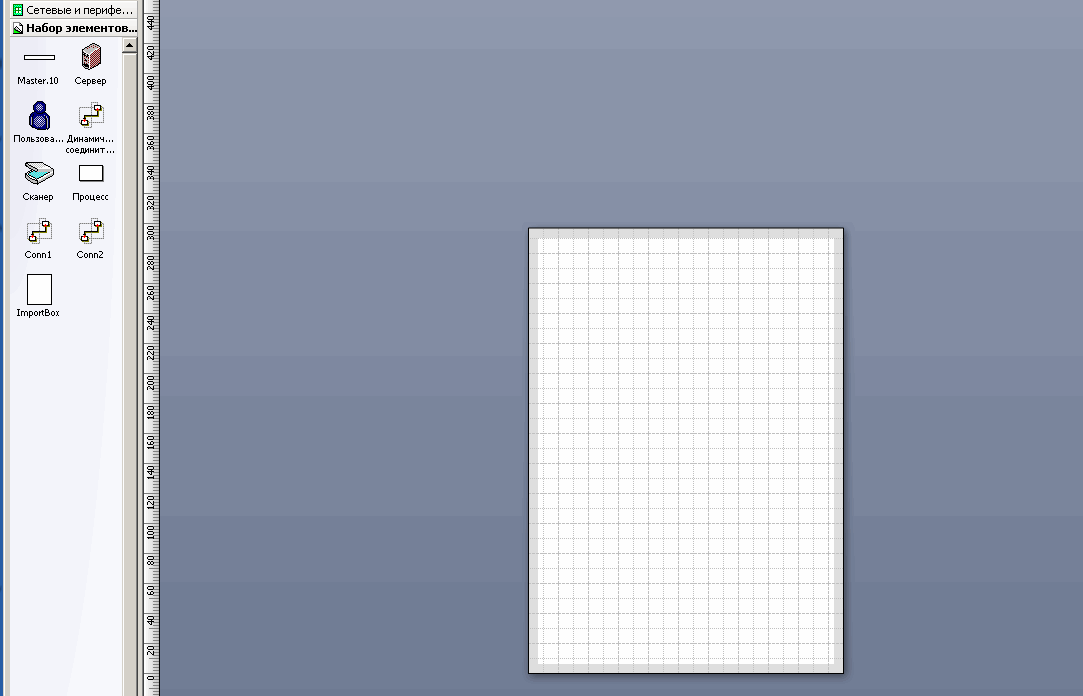 Сетевые и перифе...
Набор элементов...
Master.10
Сервер
Пользова...
Динамич...
соединит...
Сканер
Процесс
Conn1
Conn2
ImportBox
440
420
400
380
360
340
320
300
280
260
240
220
200
180
160
140
120
100
80
60
40
20
0